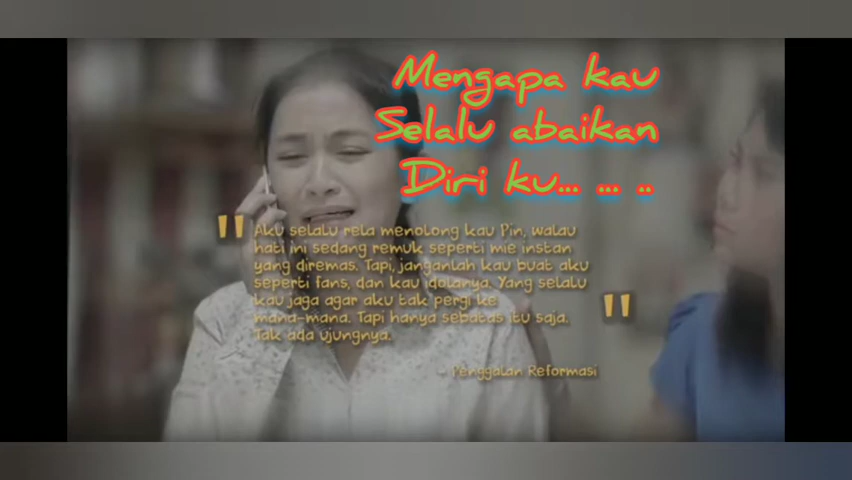 Mengapa kau
Selalu abaikan
Diri ku... ... ..
"
Aku selalu rela menolong kau Pin, walau
hati ini sedang remuk seperti mie instan
yang diremas. Tapi, janganlah kau buat aku
seperti fans, dan kau idolanya. Yang selalu
kau jaga agar aku tak pergi ke
mana-mana. Tapi hanya sebatas itu saja.
Tak ada ujungnya.
"
- Penggalan Reformasi